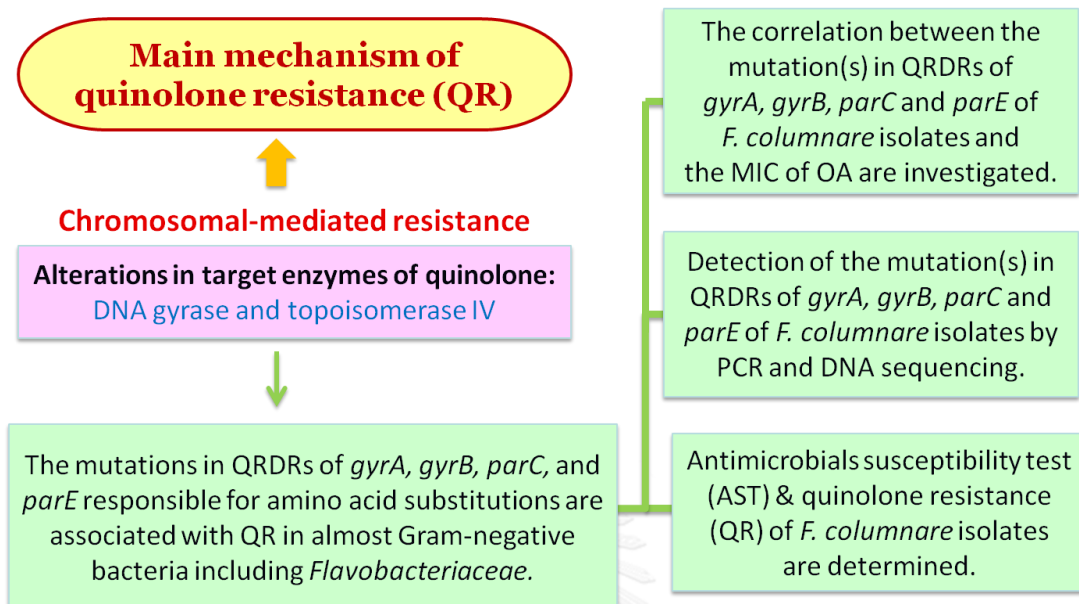 Main mechanism of
quinolone resistance (QR)
Chromosomal-mediated resistance
Alterations in target enzymes of quinolone:
DNA gyrase and topoisomerase IV
The mutations in QRDRs of gyrA, gyrB, parC, and
parE responsible for amino acid substitutions are
associated with QR in almost Gram-negative
bacteria including Flavobacteriaceae.
The correlation between the
mutation(s) in QRDRs of
gyrA, gyrB, parC and parE of
F. columnare isolates and
the MIC of OA are investigated.
Detection of the mutation(s) in
QRDRs of gyrA, gyrB, parC and
parE of F. columnare isolates by
PCR and DNA sequencing.
Antimicrobials susceptibility test
(AST) & quinolone resistance
(QR) of F. columnare isolates
are determined.